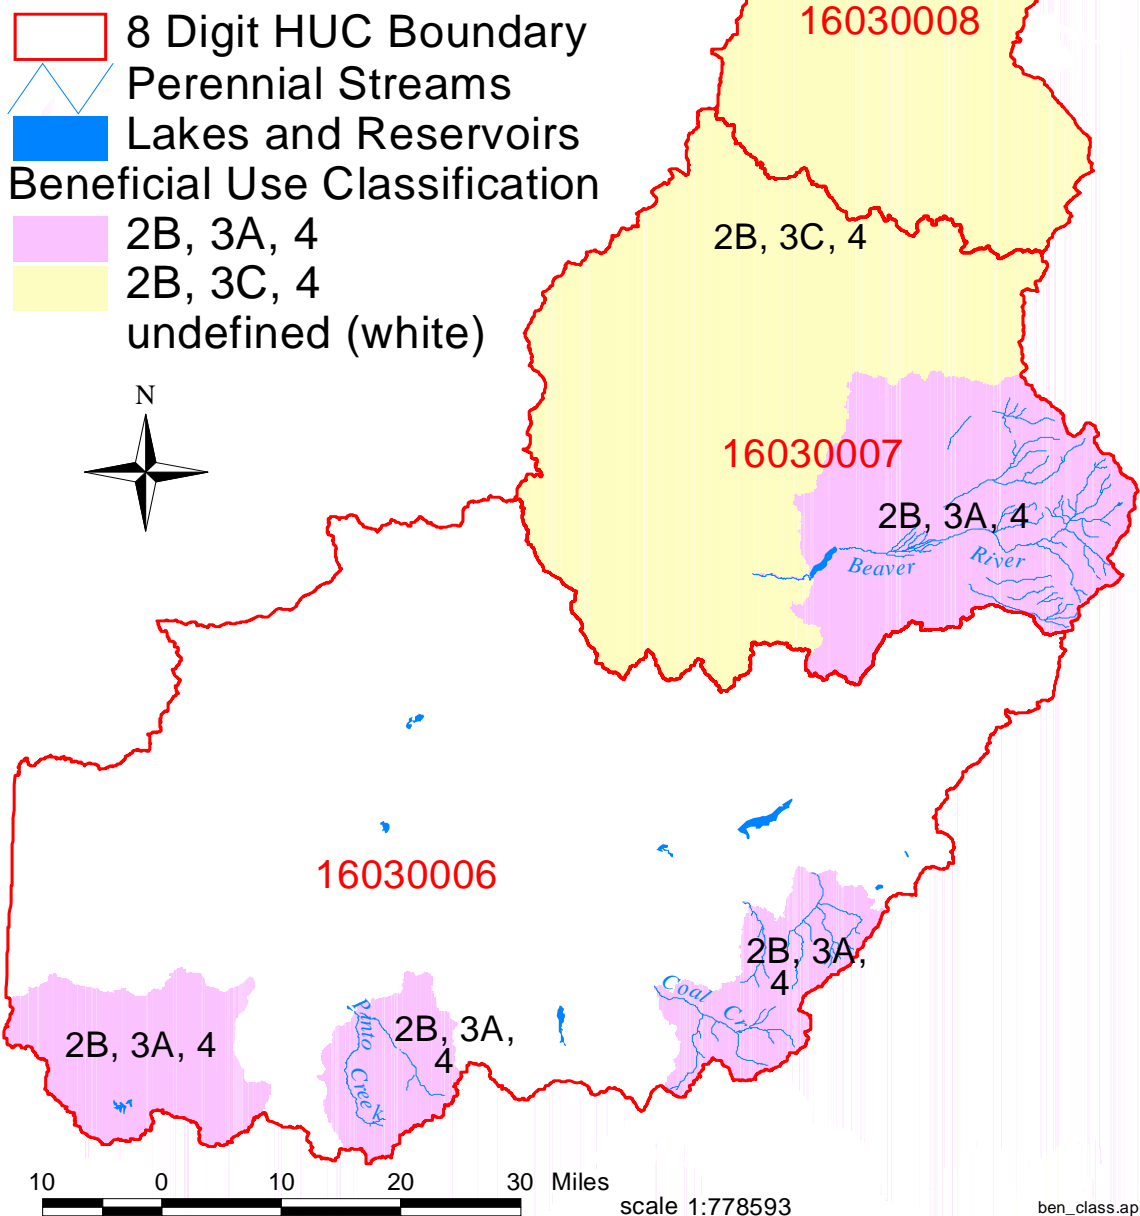 8 Digit HUC Boundary
Perennial Streams
Lakes and Reservoirs
Beneficial Use Classification
2B, 3A, 4
2B, 3C, 4
undefined (white)
N
16030008
2B, 3C, 4
16030007
2B, 3A, 4
Beaver River
16030006
2B, 3A,
4
Coal Cr.
2B, 3A, 4
Pinto Creek
2B, 3A,
4
10 0 10 20 30 Miles
scale 1:778593
ben_class.ap